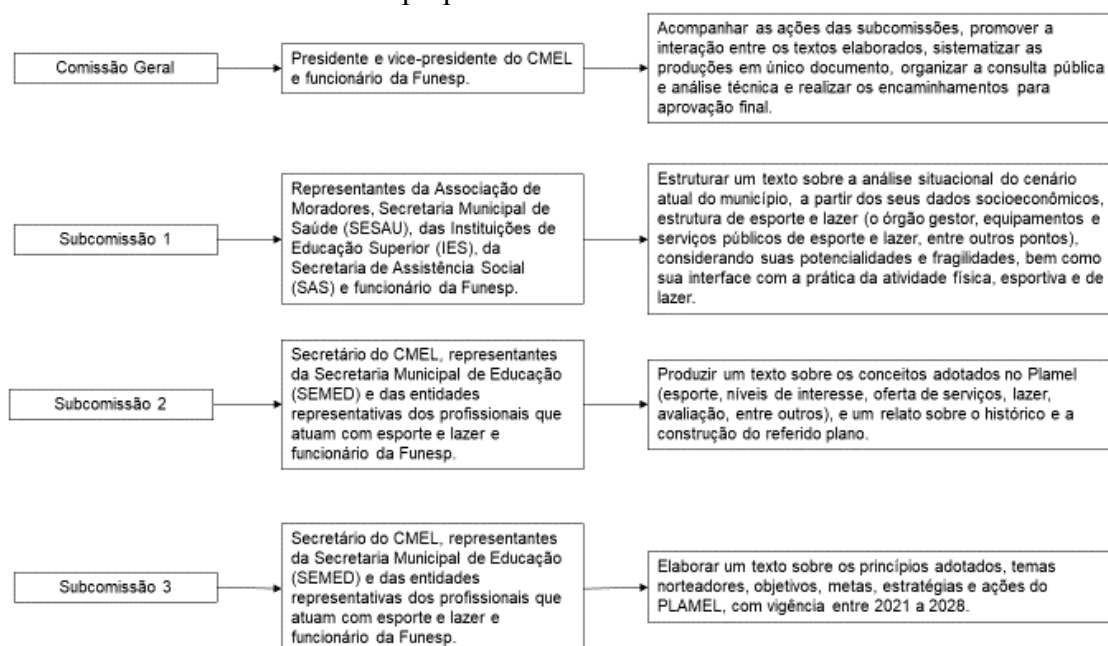 Comissão Geral
Presidente e vice-presidente do CMEL
e funcionário da Funesp.
Acompanhar as ações das subcomissões, promover a
interação entre os textos elaborados, sistematizar as
produções em único documento, organizar a consulta pública
e análise técnica e realizar os encaminhamentos para
aprovação final.
Subcomissão 1
Representantes da Associação de
Moradores, Secretaria Municipal de
Saúde (SESAU), das Instituições de
Educação Superior (IES), da
Secretaria de Assistência Social
(SAS) e funcionário da Funesp.
Estruturar um texto sobre a análise situacional do cenário
atual do município, a partir dos seus dados socioeconômicos,
estrutura de esporte e lazer (o órgão gestor, equipamentos e
serviços públicos de esporte e lazer, entre outros pontos),
considerando suas potencialidades e fragilidades, bem como
sua interface com a prática da atividade física, esportiva e de
lazer.
Subcomissão 2
Secretário do CMEL, representantes
da Secretaria Municipal de Educação
(SEMED) e das entidades
representativas dos profissionais que
atuam com esporte e lazer e
funcionário da Funesp.
Produzir um texto sobre os conceitos adotados no Plamel
(esporte, níveis de interesse, oferta de serviços, lazer,
avaliação, entre outros), e um relato sobre o histórico e a
construção do referido plano.
Subcomissão 3
Secretário do CMEL, representantes
da Secretaria Municipal de Educação
(SEMED) e das entidades
representativas dos profissionais que
atuam com esporte e lazer e
funcionário da Funesp.
Elaborar um texto sobre os princípios adotados, temas
norteadores, objetivos, metas, estratégias e ações do
PLAMEL, com vigência entre 2021 a 2028.